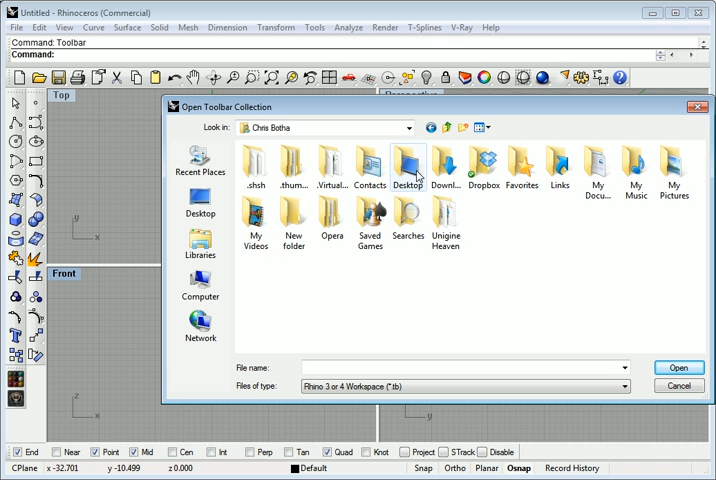 Untitled - Rhinoceros (Commercial)
File Edit View Curve Surface Solid Mesh Dimension Transform Tools Analyze Render T-Splines V-Ray Help
Command: Toolbar
Command:
Top
Open Toolbar Collection
Look in: Chris Botha
Recent Places
Desktop
Libraries
Computer
Network
.shsh .thum... .Virtual... Contacts Desktop Downl... Dropbox Favorites Links My Docu... My Music My Pictures
My Videos New folder Opera Saved Games Searches Unigine Heaven
File name: Open
Files of type: Rhino 3 or 4 Workspace (*.tb) Cancel
Front
y
x
z
x
y
End Near Point Mid Cen Int Perp Tan Quad Knot Project STrack Disable
CPlane x -32.701 y -10.499 z 0.000 Default Snap Ortho Planar Osnap Record History